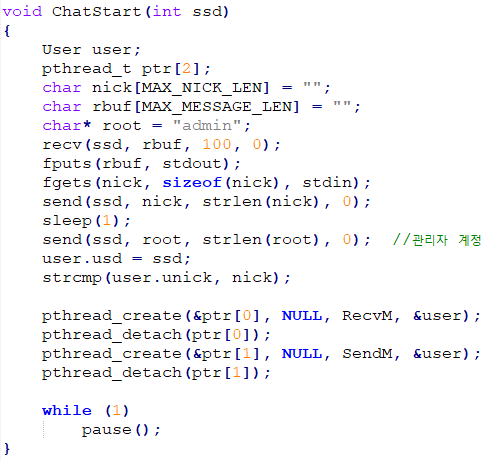 void ChatStart(int ssd)
{
    User user;
    pthread_t ptr[2];
    char nick[MAX_NICK_LEN] = "";
    char rbuf[MAX_MESSAGE_LEN] = "";
    char* root = "admin";
    recv(ssd, rbuf, 100, 0);
    fputs(rbuf, stdout);
    fgets(nick, sizeof(nick), stdin);
    send(ssd, nick, strlen(nick), 0);
    sleep(1);
    send(ssd, root, strlen(root), 0);  //관리자 계정
    user.usd = ssd;
    strcmp(user.unick, nick);

    pthread_create(&ptr[0], NULL, RecvM, &user);
    pthread_detach(ptr[0]);
    pthread_create(&ptr[1], NULL, SendM, &user);
    pthread_detach(ptr[1]);

    while (1)
        pause();
}